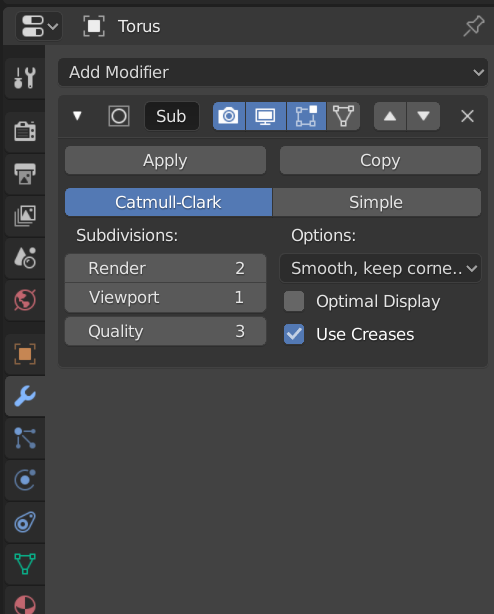 Torus
Add Modifier
Sub
Apply Copy
Catmull-Clark Simple
Subdivisions: Options:
Render 2 Smooth, keep corne..
Viewport 1 Optimal Display
Quality 3 Use Creases